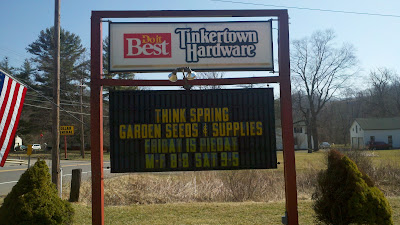 Do it Best
Tinkertown
Hardware
THINK SPRING
GARDEN SEEDS & SUPPLIES
FRIDAY IS PIEDAY
M-F 8-8 SAT 9-5